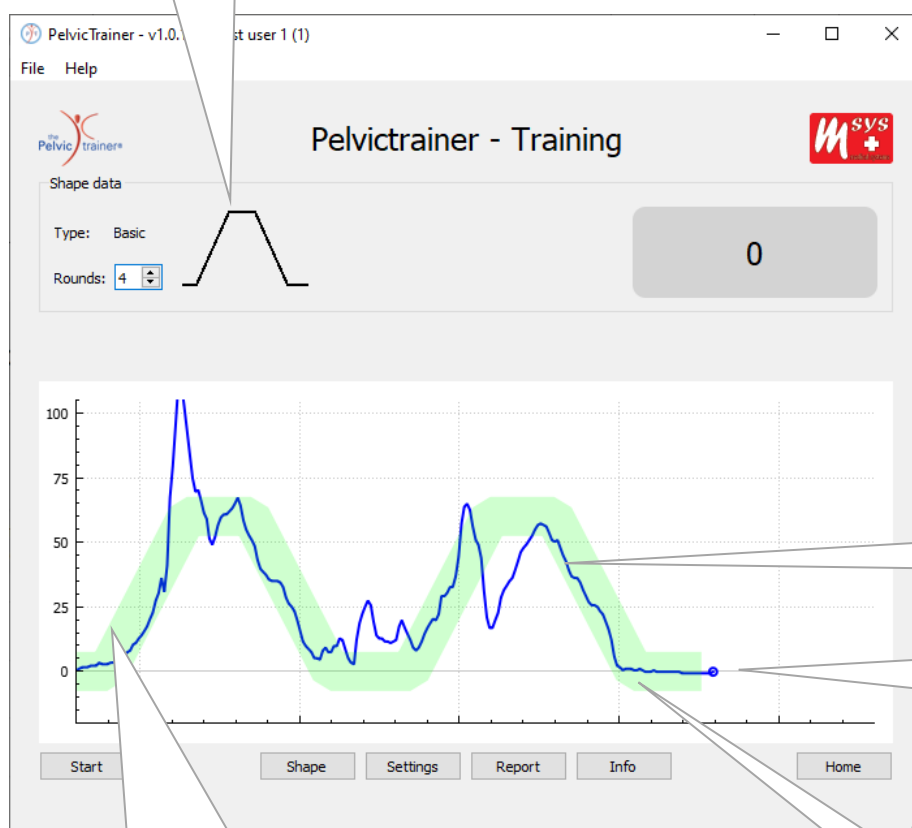 PelvicTrainer - v1.0. st user 1 (1)
File Help
the
Pelvic trainer®
Pelvictrainer - Training
Msys
Shape data
Type: Basic
Rounds: 4
0
100
75
50
25
0
Start Shape Settings Report Info Home